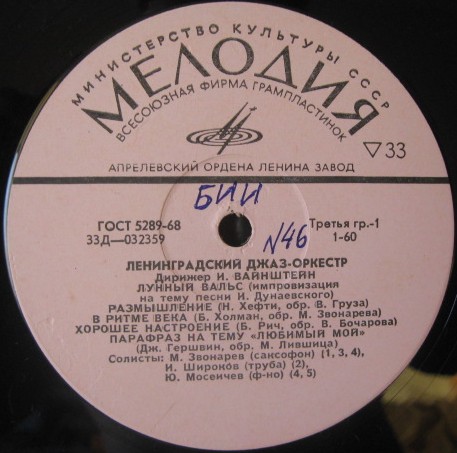 МИНИСТЕРСТВО КУЛЬТУРЫ СССР
МЕЛОДИЯ
ВСЕСОЮЗНАЯ ФИРМА ГРАМПЛАСТИНОК
АПРЕЛЕВСКИЙ ОРДЕНА ЛЕНИНА ЗАВОД
▽33
БИИ
ГОСТ 5289-68
Третья гр.-1
33Д—032359
N46
1-60
ЛЕНИНГРАДСКИЙ ДЖАЗ-ОРКЕСТР
Дирижер И. ВАЙНШТЕЙН
ЛУННЫЙ ВАЛЬС (импровизация
на тему песни И. Дунаевского)
РАЗМЫШЛЕНИЕ (Н. Хефти, обр. В. Груза)
В РИТМЕ ВЕКА (Б. Холман, обр. М. Звонарева)
ХОРОШЕЕ НАСТРОЕНИЕ (Б. Рич, обр. В. Бочарова)
ПАРАФРАЗ НА ТЕМУ «ЛЮБИМЫЙ МОЙ»
(Дж. Гершвин, обр. М. Лившица)
Солисты: М. Звонарев (саксофон) (1, 3, 4),
И. Широков (труба) (2),
Ю. Мосеичев (ф-но) (4, 5)